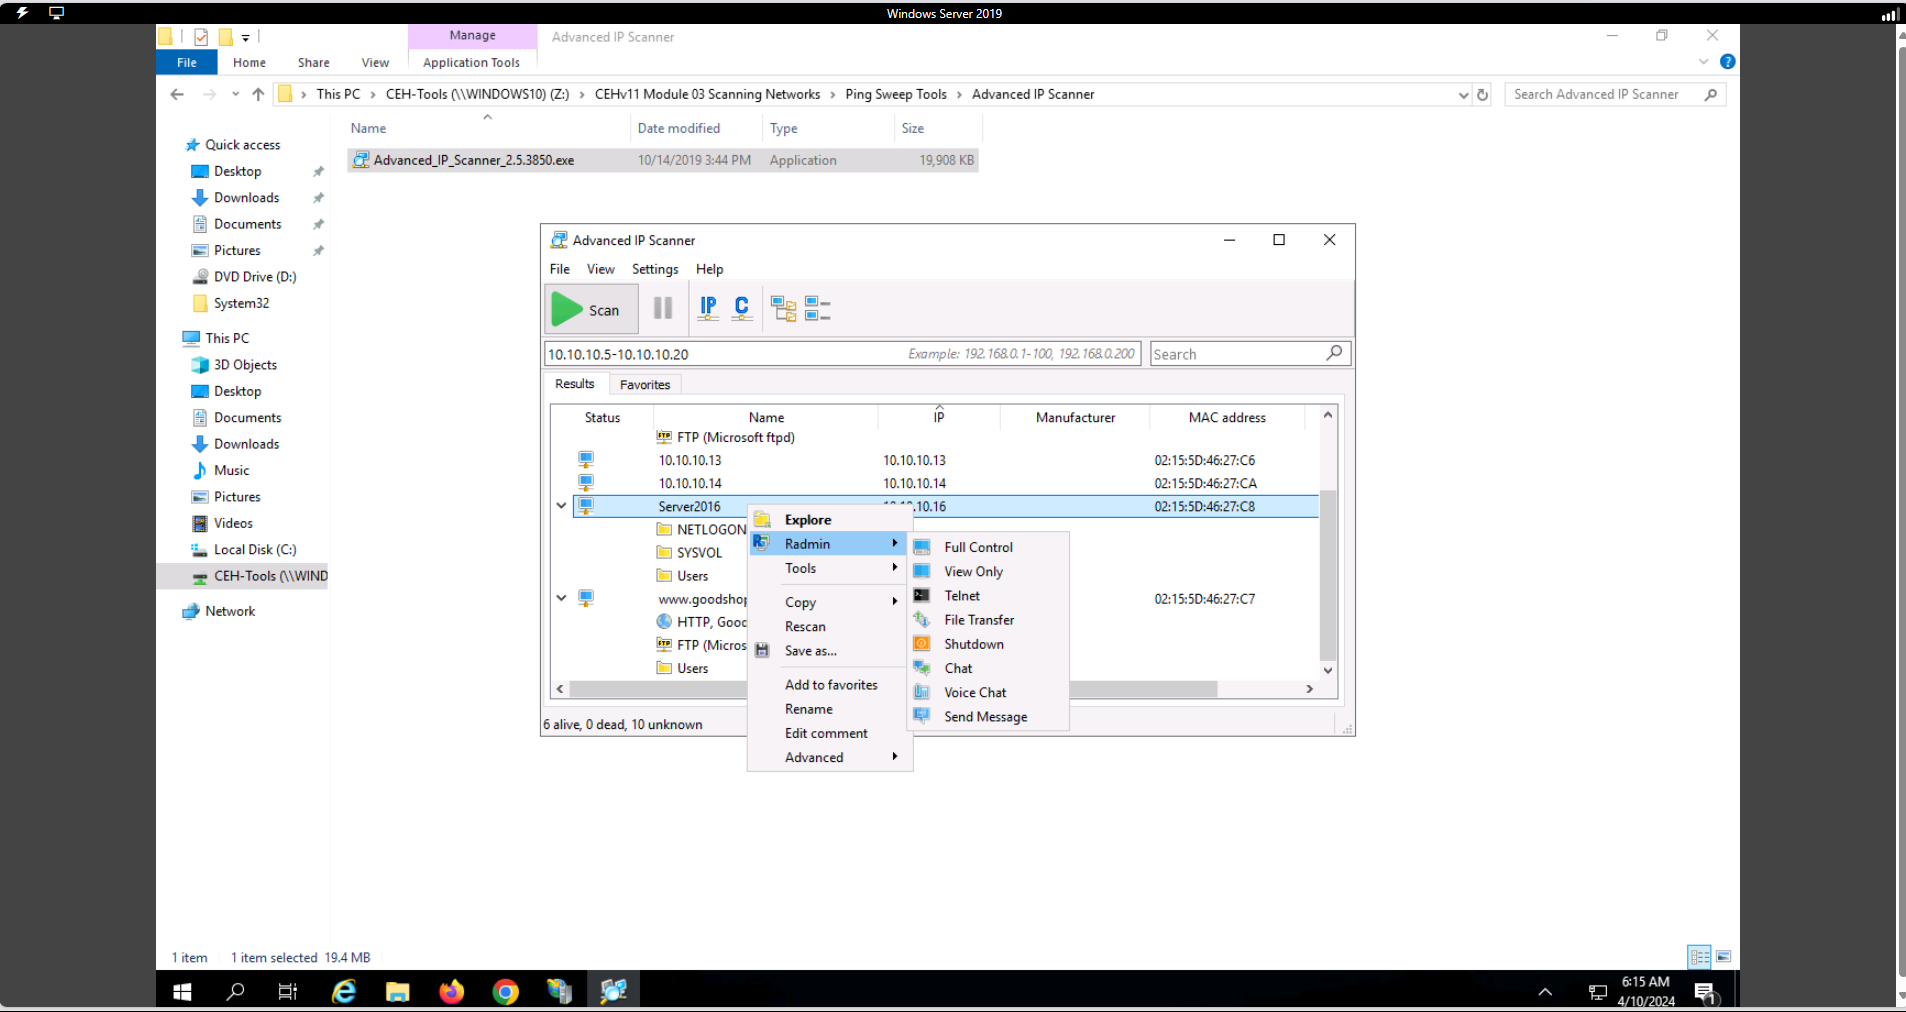 Windows Server 2019
Manage
Advanced IP Scanner
File Home Share View Application Tools
This PC CEH-Tools (\\WINDOWS10) (Z:) CEHv11 Module 03 Scanning Networks Ping Sweep Tools Advanced IP Scanner
Search Advanced IP Scanner
Name Date modified Type Size
Advanced_IP_Scanner_2.5.3850.exe 10/14/2019 3:44 PM Application 19,908 KB
Quick access
Desktop
Downloads
Documents
Pictures
DVD Drive (D:)
System32
This PC
3D Objects
Desktop
Documents
Downloads
Music
Pictures
Videos
Local Disk (C:)
CEH-Tools (\\WIND
Network
Advanced IP Scanner
File View Settings Help
Scan
IP C
10.10.10.5-10.10.10.20 Example: 192.168.0.1-100, 192.168.0.200 Search
Results Favorites
Status Name IP Manufacturer MAC address
FTP (Microsoft ftpd)
10.10.10.13 10.10.10.13 02:15:5D:46:27:C6
10.10.10.14 10.10.10.14 02:15:5D:46:27:CA
Server2016 .10.16 02:15:5D:46:27:C8
NETLOGON
SYSVOL
Users
www.goodshop 02:15:5D:46:27:C7
HTTP, Good
FTP (Micros
Users
6 alive, 0 dead, 10 unknown
Explore
Radmin
Tools
Copy
Rescan
Save as...
Add to favorites
Rename
Edit comment
Advanced
Full Control
View Only
Telnet
File Transfer
Shutdown
Chat
Voice Chat
Send Message
1 item 1 item selected 19.4 MB
6:15 AM
4/10/2024
1